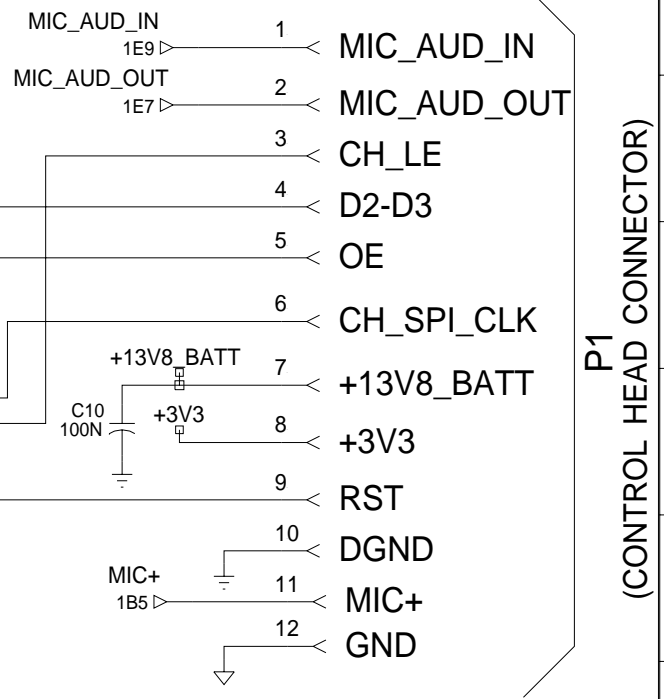 MIC_AUD_IN
1E9
1
MIC_AUD_IN
MIC_AUD_OUT
1E7
2
MIC_AUD_OUT
3
CH_LE
4
D2-D3
5
OE
6
CH_SPI_CLK
+13V8_BATT
7
+13V8_BATT
C10
100N
+3V3
8
+3V3
9
RST
10
DGND
MIC+
1B5
11
MIC+
12
GND
P1
(CONTROL HEAD CONNECTOR)